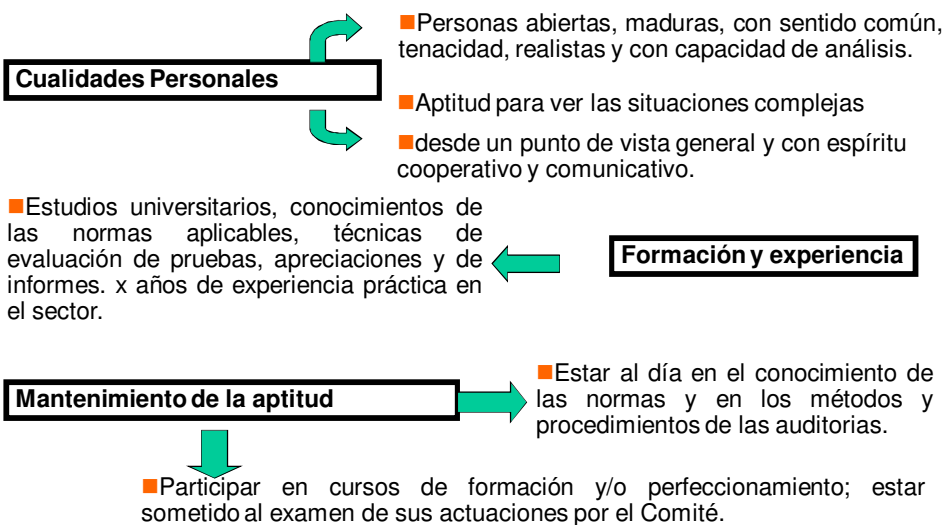 Personas abiertas, maduras, con sentido común,
tenacidad, realistas y con capacidad de análisis.
Cualidades Personales
Aptitud para ver las situaciones complejas
desde un punto de vista general y con espíritu
cooperativo y comunicativo.
Estudios universitarios, conocimientos de
las normas aplicables, técnicas de
evaluación de pruebas, apreciaciones y de
informes. x años de experiencia práctica en
el sector.
Formación y experiencia
Mantenimiento de la aptitud
Estar al día en el conocimiento de
las normas y en los métodos y
procedimientos de las auditorias.
Participar en cursos de formación y/o perfeccionamiento; estar
sometido al examen de sus actuaciones por el Comité.